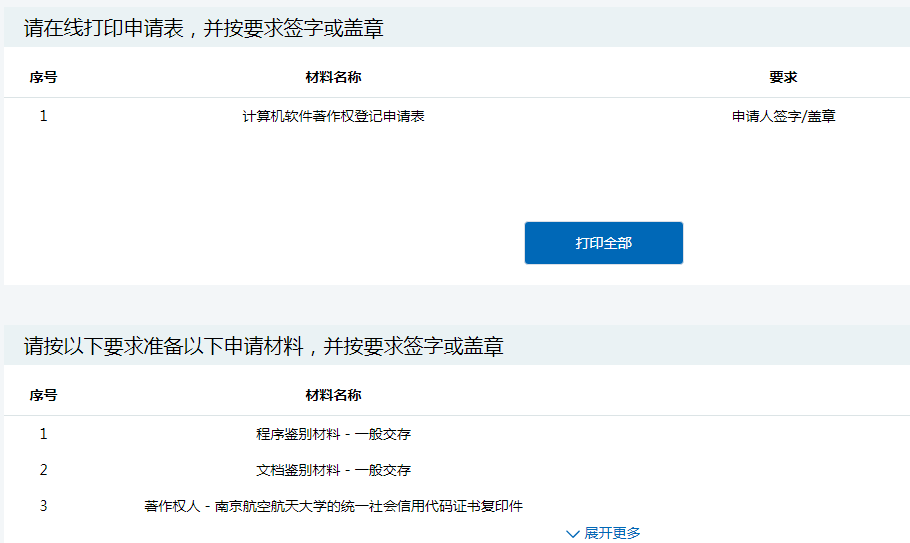 请在线打印申请表，并按要求签字或盖章
序号 材料名称 要求
1 计算机软件著作权登记申请表 申请人签字/盖章
打印全部
请按以下要求准备以下申请材料，并按要求签字或盖章
序号 材料名称
1 程序鉴别材料 - 一般交存
2 文档鉴别材料 - 一般交存
3 著作权人 - 南京航空航天大学的统一社会信用代码证书复印件
展开更多